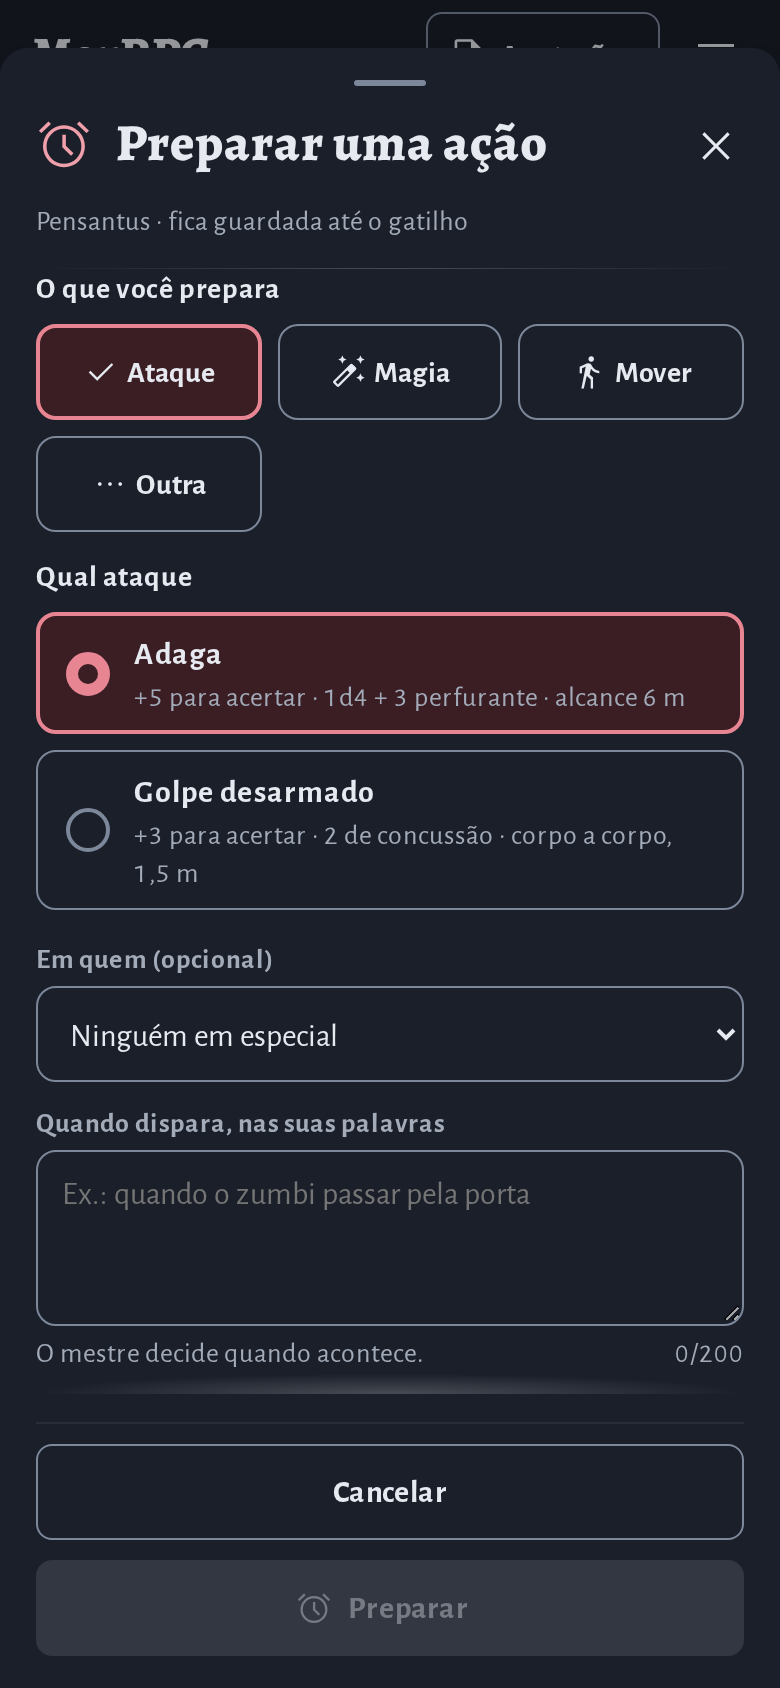 Preparar uma ação
Pensantus · fica guardada até o gatilho
O que você prepara
Ataque
Magia
Mover
Outra
Qual ataque
Adaga
+5 para acertar · 1d4 + 3 perfurante · alcance 6 m
Golpe desarmado
+3 para acertar · 2 de concussão · corpo a corpo,
1,5 m
Em quem (opcional)
Ninguém em especial
Quando dispara, nas suas palavras
Ex.: quando o zumbi passar pela porta
O mestre decide quando acontece.
0/200
Cancelar
Preparar